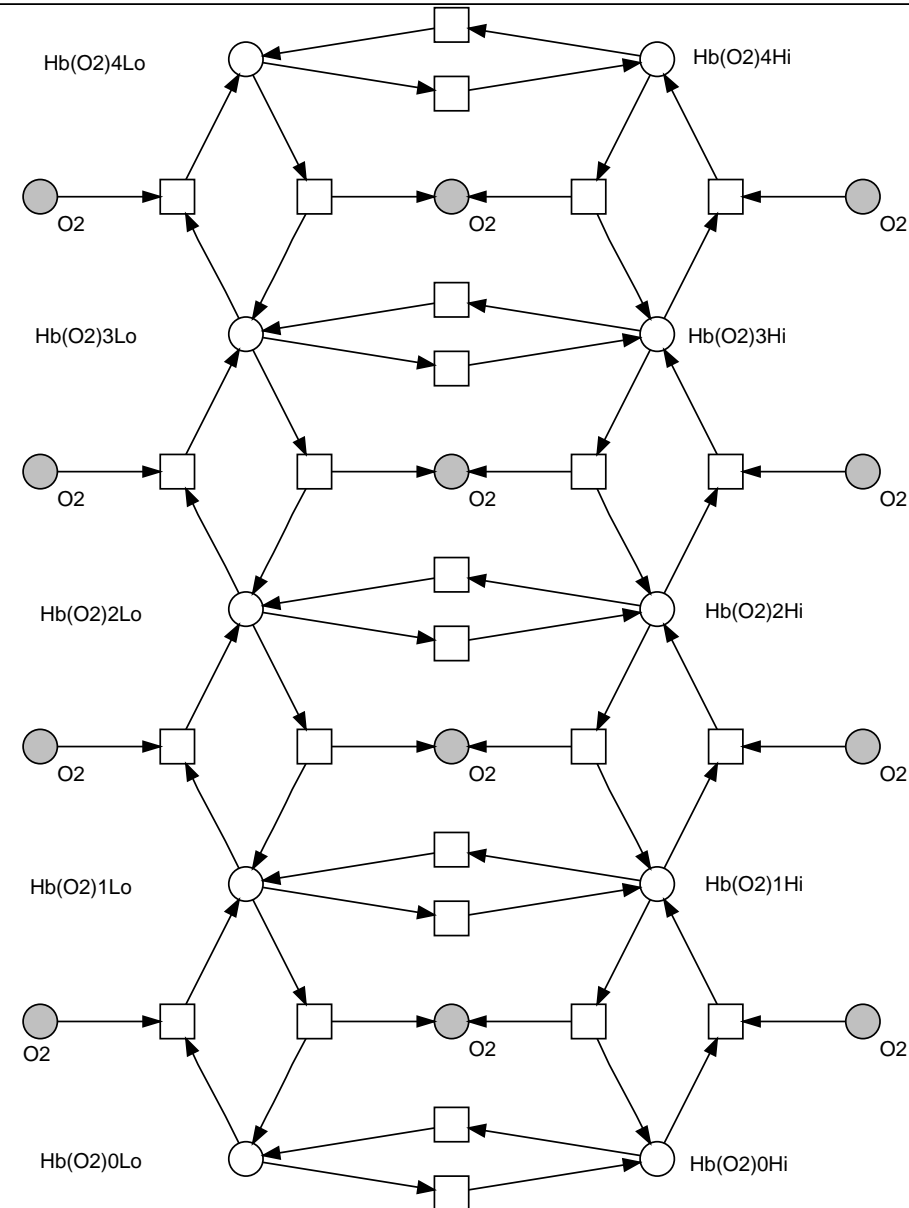 Hb(O2)4Lo Hb(O2)4Hi
O2 O2 O2
Hb(O2)3Lo Hb(O2)3Hi
O2 O2 O2
Hb(O2)2Lo Hb(O2)2Hi
O2 O2 O2
Hb(O2)1Lo Hb(O2)1Hi
O2 O2 O2
Hb(O2)0Lo Hb(O2)0Hi